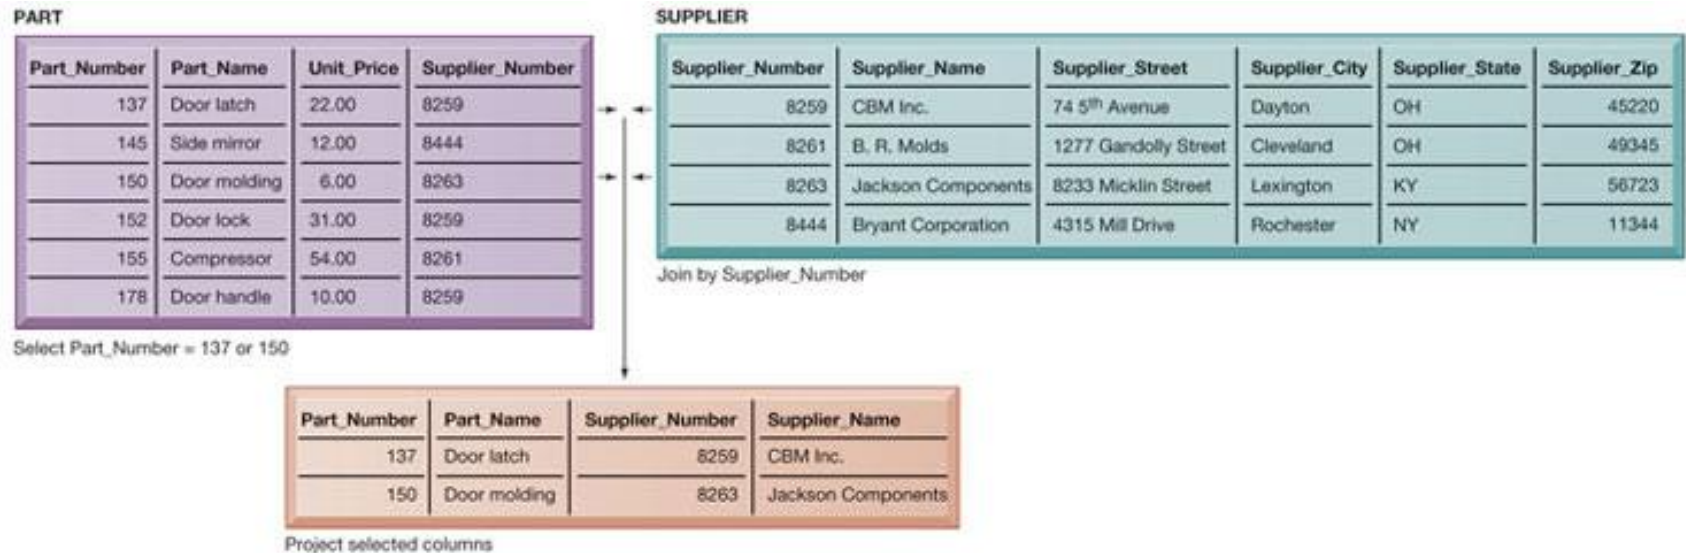 PART
Part_Number Part_Name Unit_Price Supplier_Number
137 Door latch 22.00 8259
145 Side mirror 12.00 8444
150 Door molding 6.00 8263
152 Door lock 31.00 8259
155 Compressor 54.00 8261
178 Door handle 10.00 8259
Select Part_Number = 137 or 150
SUPPLIER
Supplier_Number Supplier_Name Supplier_Street Supplier_City Supplier_State Supplier_Zip
8259 CBM Inc. 74 5th Avenue Dayton OH 45220
8261 B. R. Molds 1277 Gandolly Street Cleveland OH 49345
8263 Jackson Components 8233 Micklin Street Lexington KY 56723
8444 Bryant Corporation 4315 Mill Drive Rochester NY 11344
Join by Supplier_Number
Part_Number Part_Name Supplier_Number Supplier_Name
137 Door latch 8259 CBM Inc.
150 Door molding 8263 Jackson Components
Project selected columns